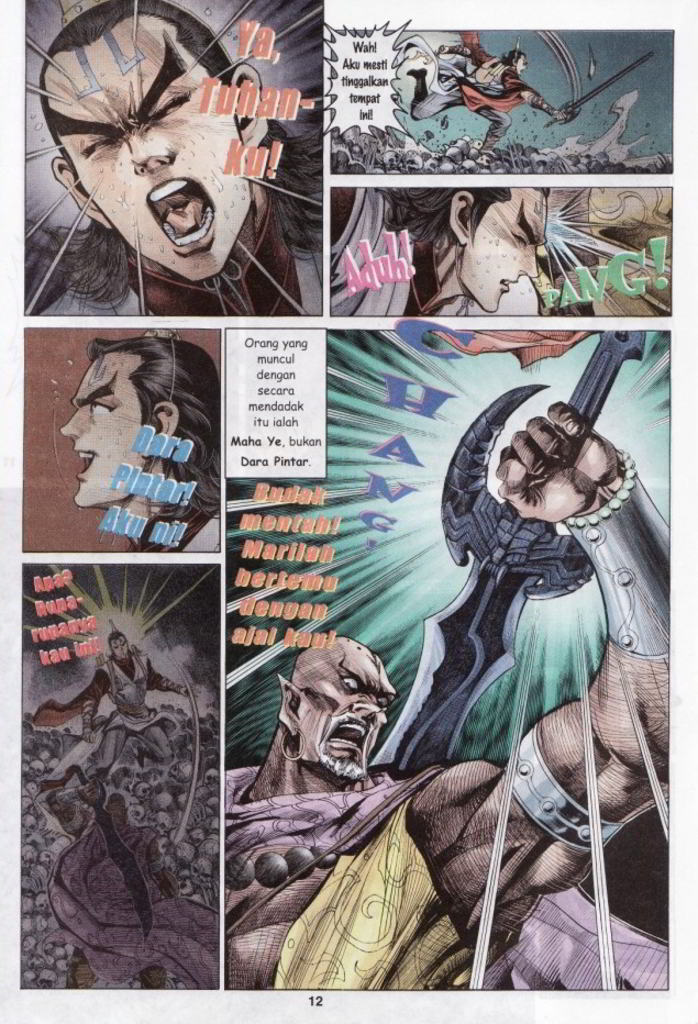 Ya,
Tuhan-
ku!
Wah!
Aku mesti
tinggalkan
tempat
ini!
Aduh!
PANG!
Dara
Pintar!
Aku ni!
Orang yang
muncul
dengan
secara
mendadak
itu ialah
Maha Ye, bukan
Dara Pintar.
CHANG!
Budak
mentah!
Marilah
bertemu
dengan
ajal kau!
Apa?
Rupa-
rupanya
kau ini!
12